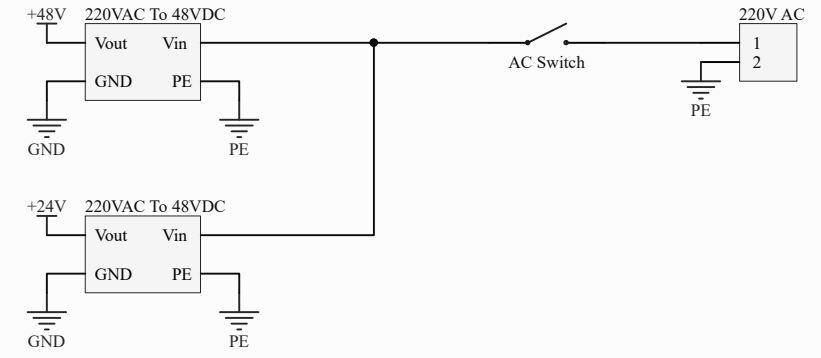 +48V
220VAC To 48VDC
220V AC
Vout
Vin
1
2
GND
PE
AC Switch
PE
GND
PE
+24V
220VAC To 48VDC
Vout
Vin
GND
PE
GND
PE